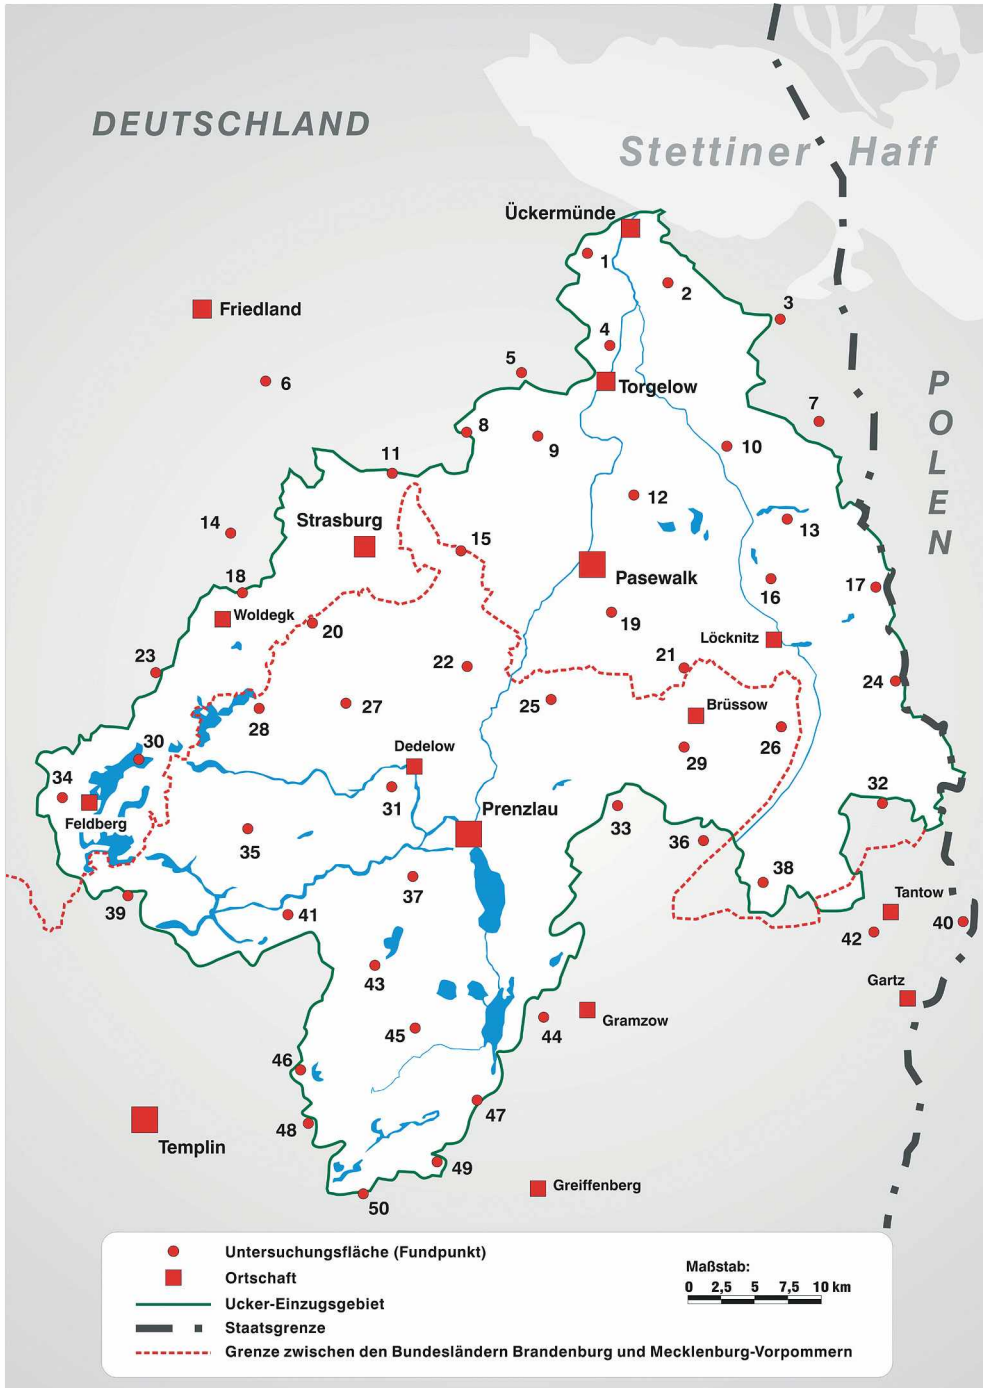 DEUTSCHLAND
Stettiner Haff
Ückermünde
1
2
3
Friedland
4
5
6
Torgelow
POLEN
7
8
9
10
11
12
Strasburg
13
14
15
Pasewalk
16
17
18
Woldegk
19
20
Löcknitz
21
22
23
24
25
Brüssow
26
27
28
29
30
Dedelow
31
32
33
34
Feldberg
Prenzlau
35
36
37
38
39
Tantow
40
41
42
43
Gartz
44
Gramzow
45
46
47
48
Templin
49
Greiffenberg
50
Untersuchungsfläche (Fundpunkt)
Ortschaft
Ucker-Einzugsgebiet
Staatsgrenze
Grenze zwischen den Bundesländern Brandenburg und Mecklenburg-Vorpommern
Maßstab:
0 2,5 5 7,5 10 km